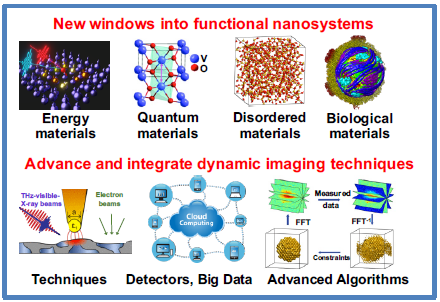 New windows into functional nanosystems
V
O
Energy
materials
Quantum
materials
Disordered
materials
Biological
materials
Advance and integrate dynamic imaging techniques
THz-visible-
X-ray beams
Electron
beams
a
εt
Cloud
Computing
Measured
data
FFT
FFT-1
Constraints
Techniques
Detectors, Big Data
Advanced Algorithms